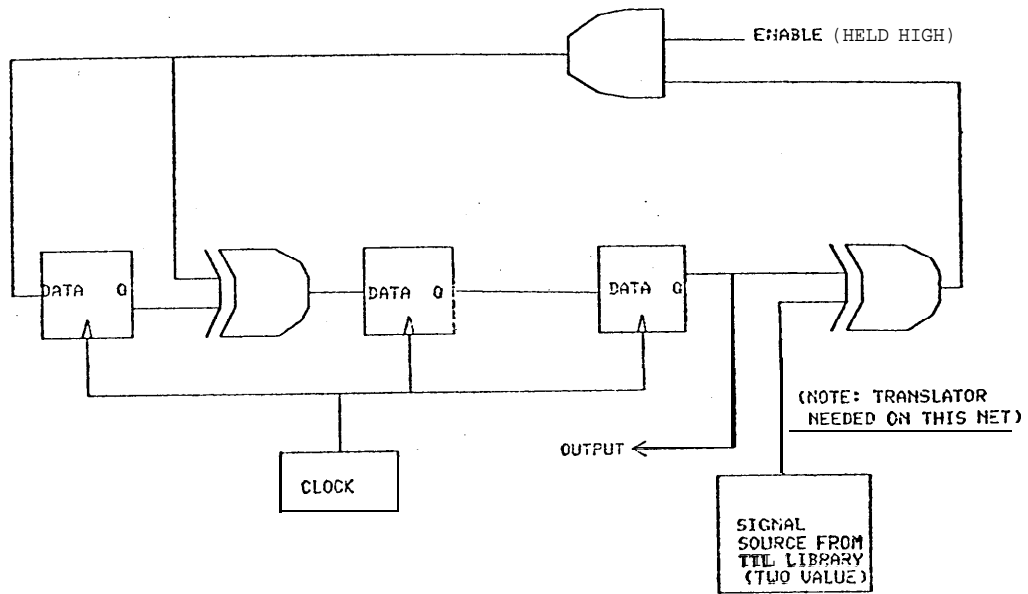 ENABLE (HELD HIGH)
DATA Q
DATA Q
DATA Q
(NOTE: TRANSLATOR
NEEDED ON THIS NET)
OUTPUT
CLOCK
SIGNAL
SOURCE FROM
TTL LIBRARY
(TWO VALUE)